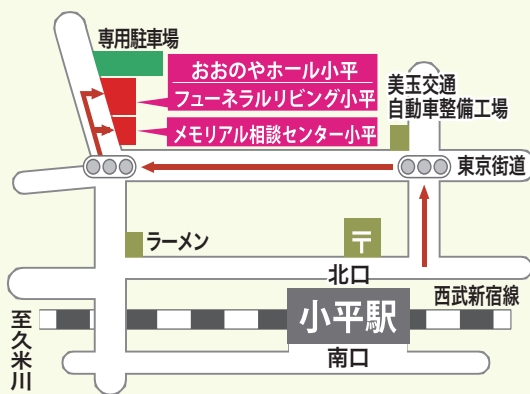 専用駐車場
おおのやホール小平
フューネラルリビング小平
メモリアル相談センター小平
美玉交通
自動車整備工場
東京街道
ラーメン
〒
北口
西武新宿線
小平駅
南口
至久米川